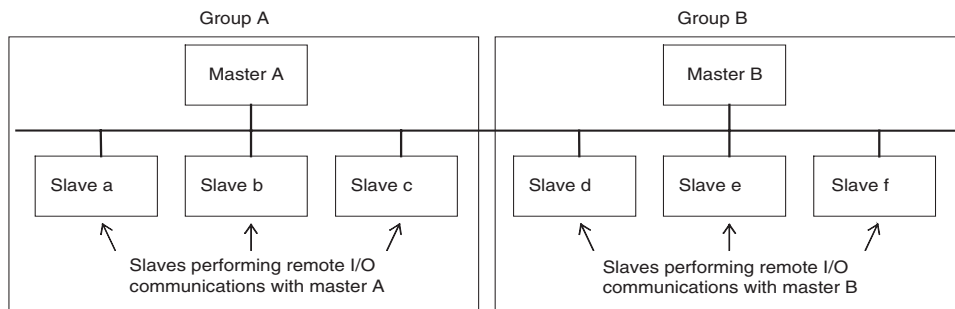 Group A
Group B
Master A
Master B
Slave a
Slave b
Slave c
Slave d
Slave e
Slave f
Slaves performing remote I/O
communications with master A
Slaves performing remote I/O
communications with master B